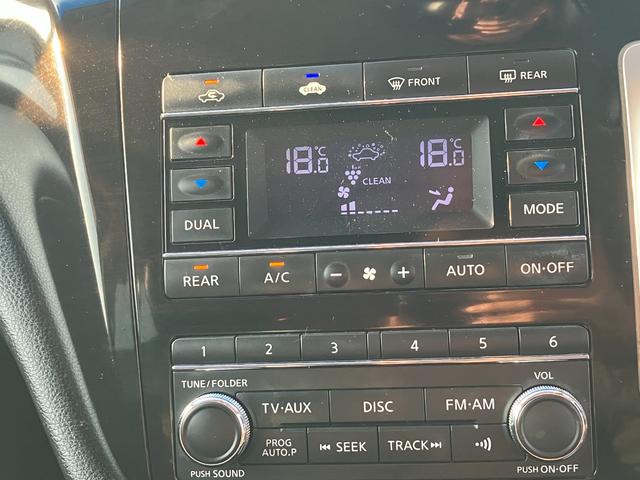 CLEAN FRONT REAR
18.0°C 18.0°C
CLEAN
DUAL MODE
REAR A/C − + AUTO ON·OFF
1 2 3 4 5 6
TUNE/FOLDER VOL
TV·AUX DISC FM·AM
PROG
AUTO.P SEEK TRACK
PUSH SOUND PUSH ON·OFF